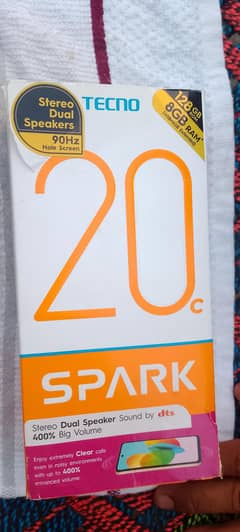 Stereo
Dual
Speakers
90Hz
Hole Screen
TECNO
128GB
8GB RAM*
20c
SPARK
Stereo Dual Speaker Sound by dts
400% Big Volume
Enjoy extremely Clear calls
even in noisy environments
with up to 400%
enhanced volume